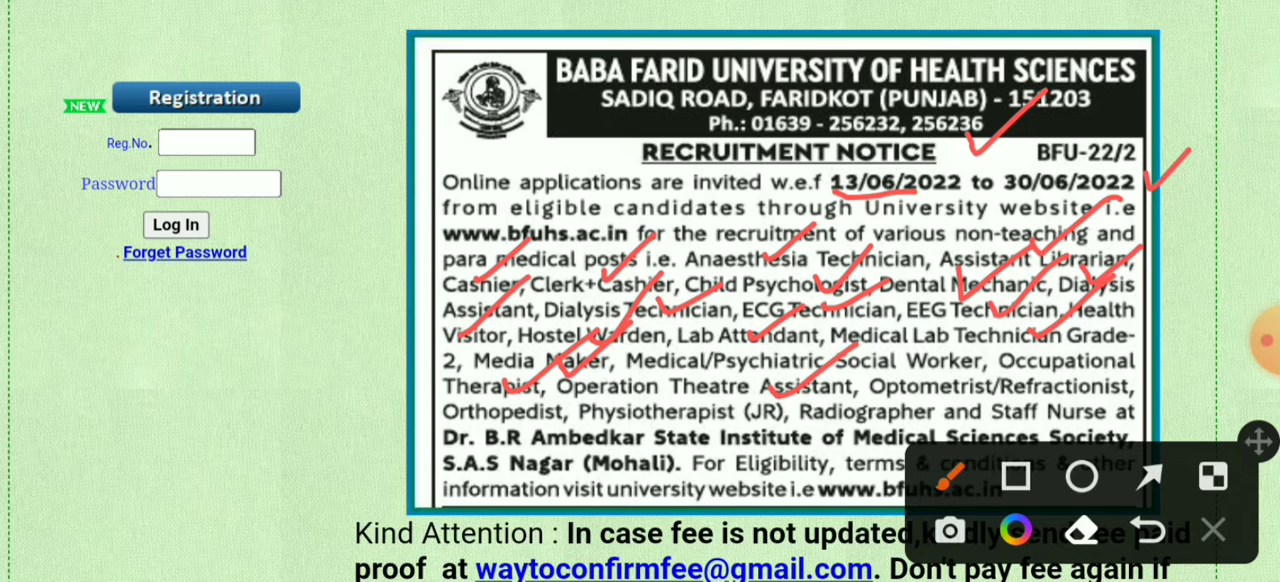 NEW
Registration
Reg.No.
Password
Log In
. Forget Password
BABA FARID UNIVERSITY OF HEALTH SCIENCES
SADIQ ROAD, FARIDKOT (PUNJAB) - 151203
Ph.: 01639 - 256232, 256236
RECRUITMENT NOTICE BFU-22/2
Online applications are invited w.e.f 13/06/2022 to 30/06/2022
from eligible candidates through University website i.e
www.bfuhs.ac.in for the recruitment of various non-teaching and
para medical posts i.e. Anaesthesia Technician, Assistant Librarian,
Cashier, Clerk+Cashier, Child Psychologist, Dental Mechanic, Dialysis
Assistant, Dialysis Technician, ECG Technician, EEG Technician, Health
Visitor, Hostel Warden, Lab Attendant, Medical Lab Technician Grade-
2, Media Maker, Medical/Psychiatric Social Worker, Occupational
Therapist, Operation Theatre Assistant, Optometrist/Refractionist,
Orthopedist, Physiotherapist (JR), Radiographer and Staff Nurse at
Dr. B.R Ambedkar State Institute of Medical Sciences Society,
S.A.S Nagar (Mohali). For Eligibility, terms & conditions & other
information visit university website i.e www.bfuhs.ac.in
Kind Attention : In case fee is not updated,kindly send fee paid
proof at waytoconfirmfee@gmail.com. Don't pay fee again if